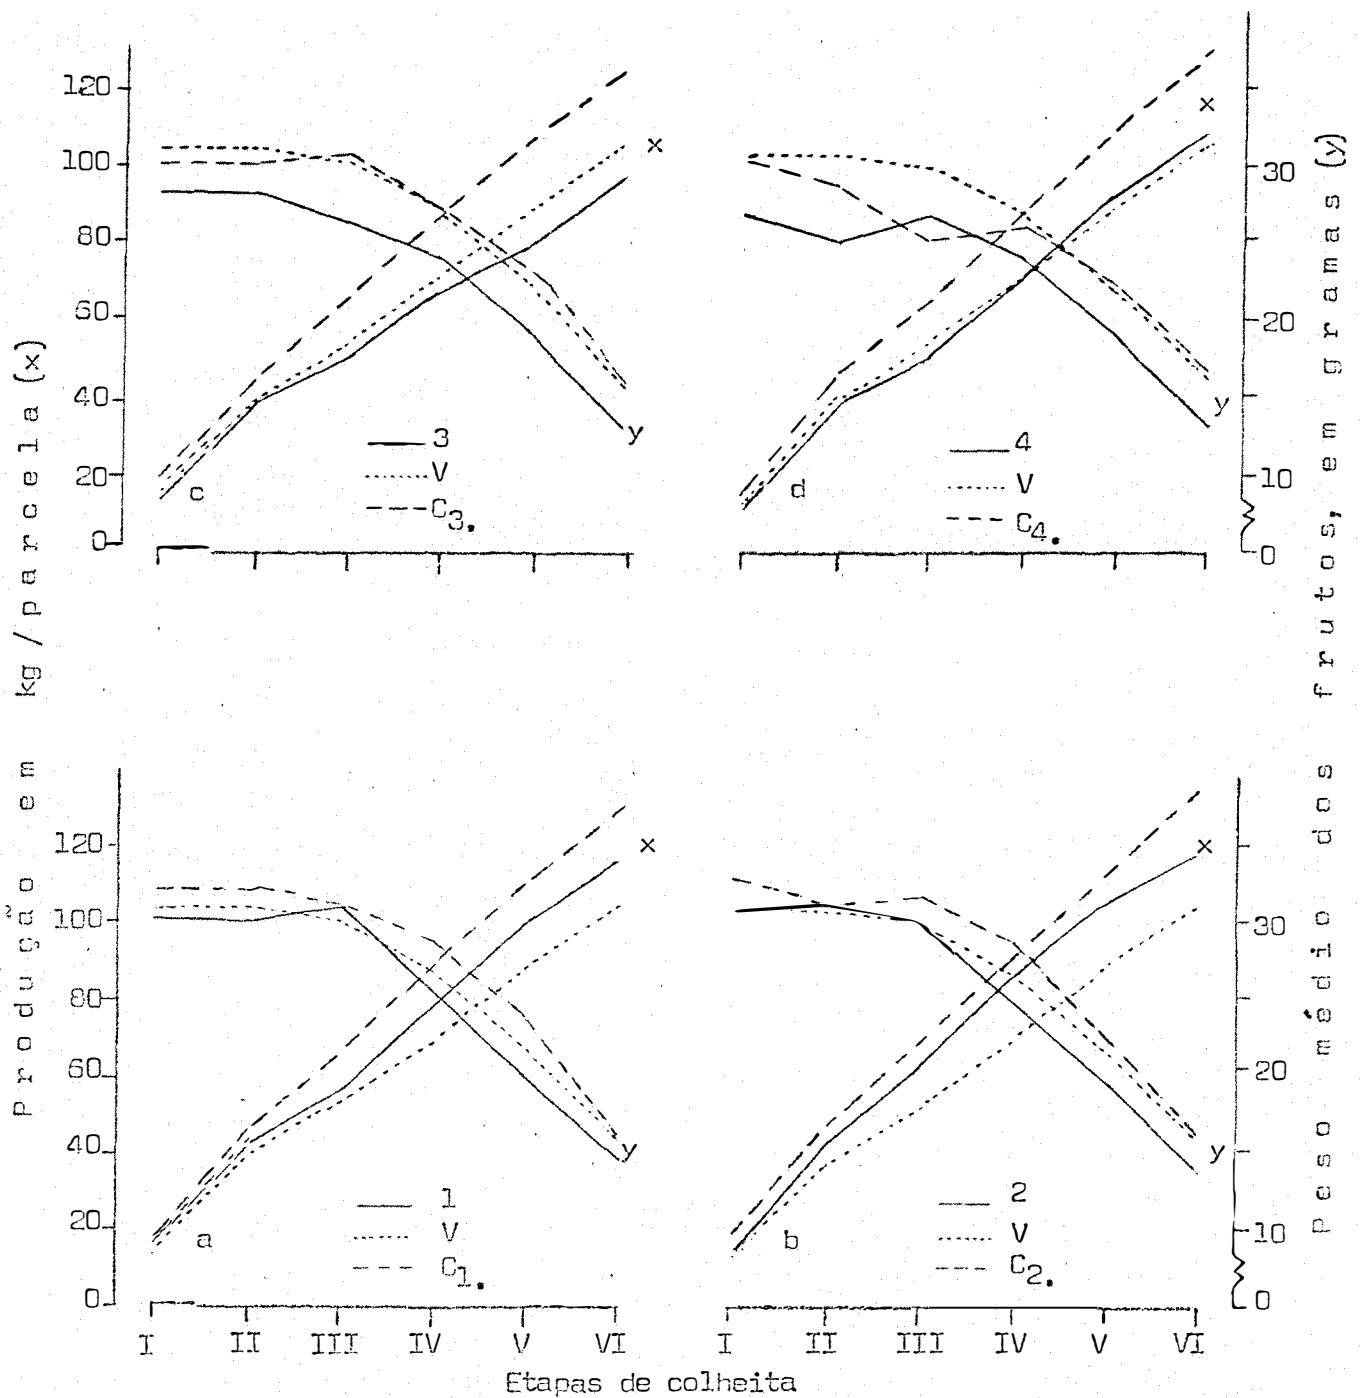 Produção em kg/parcela (x)
120
100
80
60
40
20
0
x
y
3
V
C3.
c
x
y
4
V
C4.
d
30
20
10
0
Peso médio dos frutos, em gramas (y)
120
100
80
60
40
20
0
x
y
1
V
C1.
a
I II III IV V VI
x
y
2
V
C2.
b
30
20
10
0
I II III IV V VI
Etapas de colheita